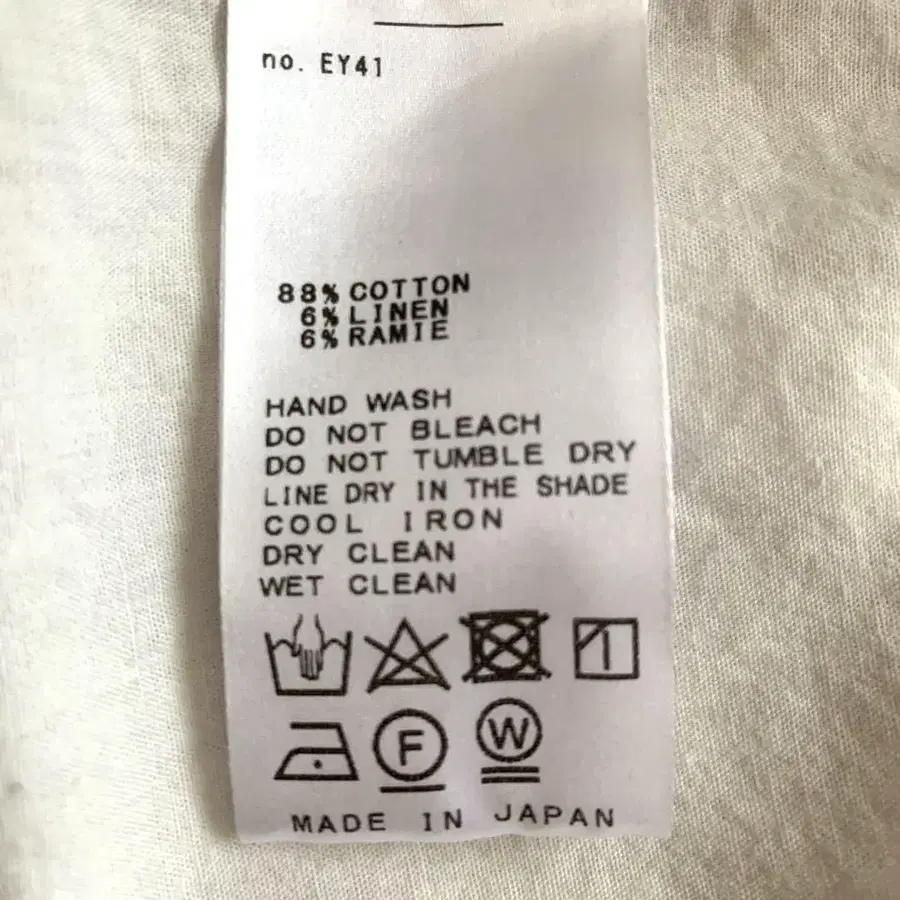 no. EY41
88% COTTON
6% LINEN
6% RAMIE
HAND WASH
DO NOT BLEACH
DO NOT TUMBLE DRY
LINE DRY IN THE SHADE
COOL IRON
DRY CLEAN
WET CLEAN
F W
MADE IN JAPAN